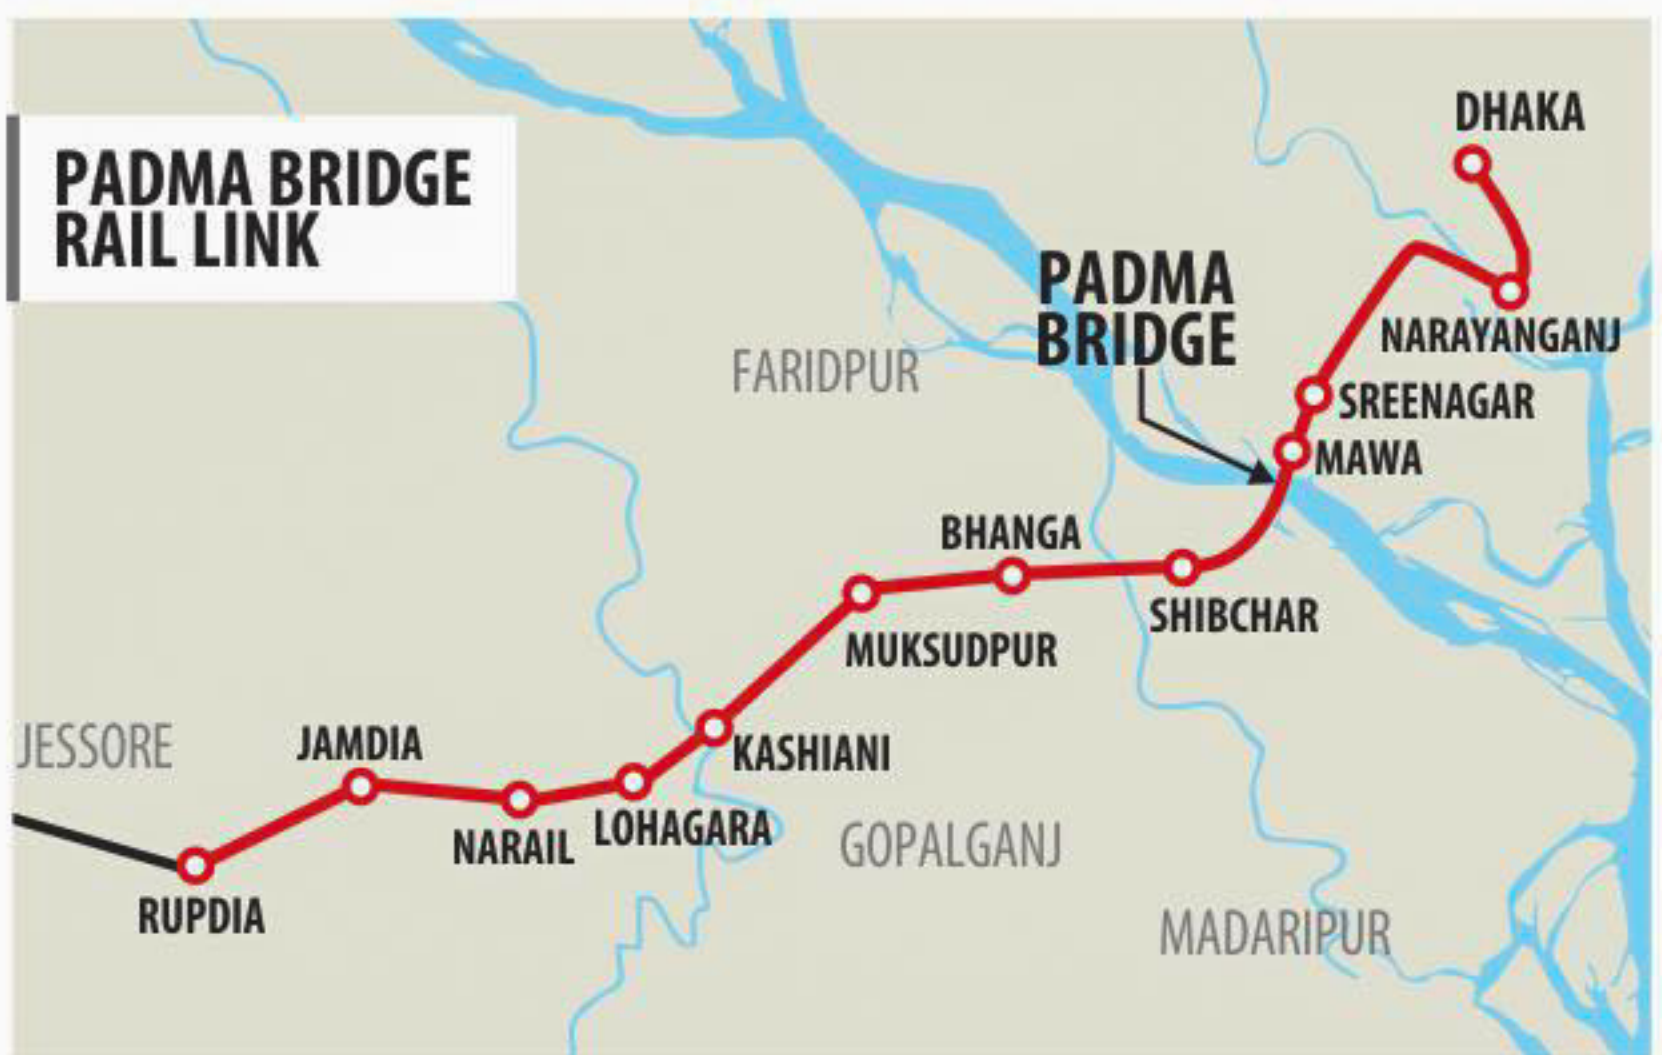 PADMA BRIDGE
RAIL LINK
DHAKA
PADMA
BRIDGE
NARAYANGANJ
FARIDPUR
SREENAGAR
MAWA
BHANGA
SHIBCHAR
MUKSUDPUR
JESSORE
JAMDIA
KASHIANI
NARAIL
LOHAGARA
GOPALGANJ
RUPDIA
MADARIPUR